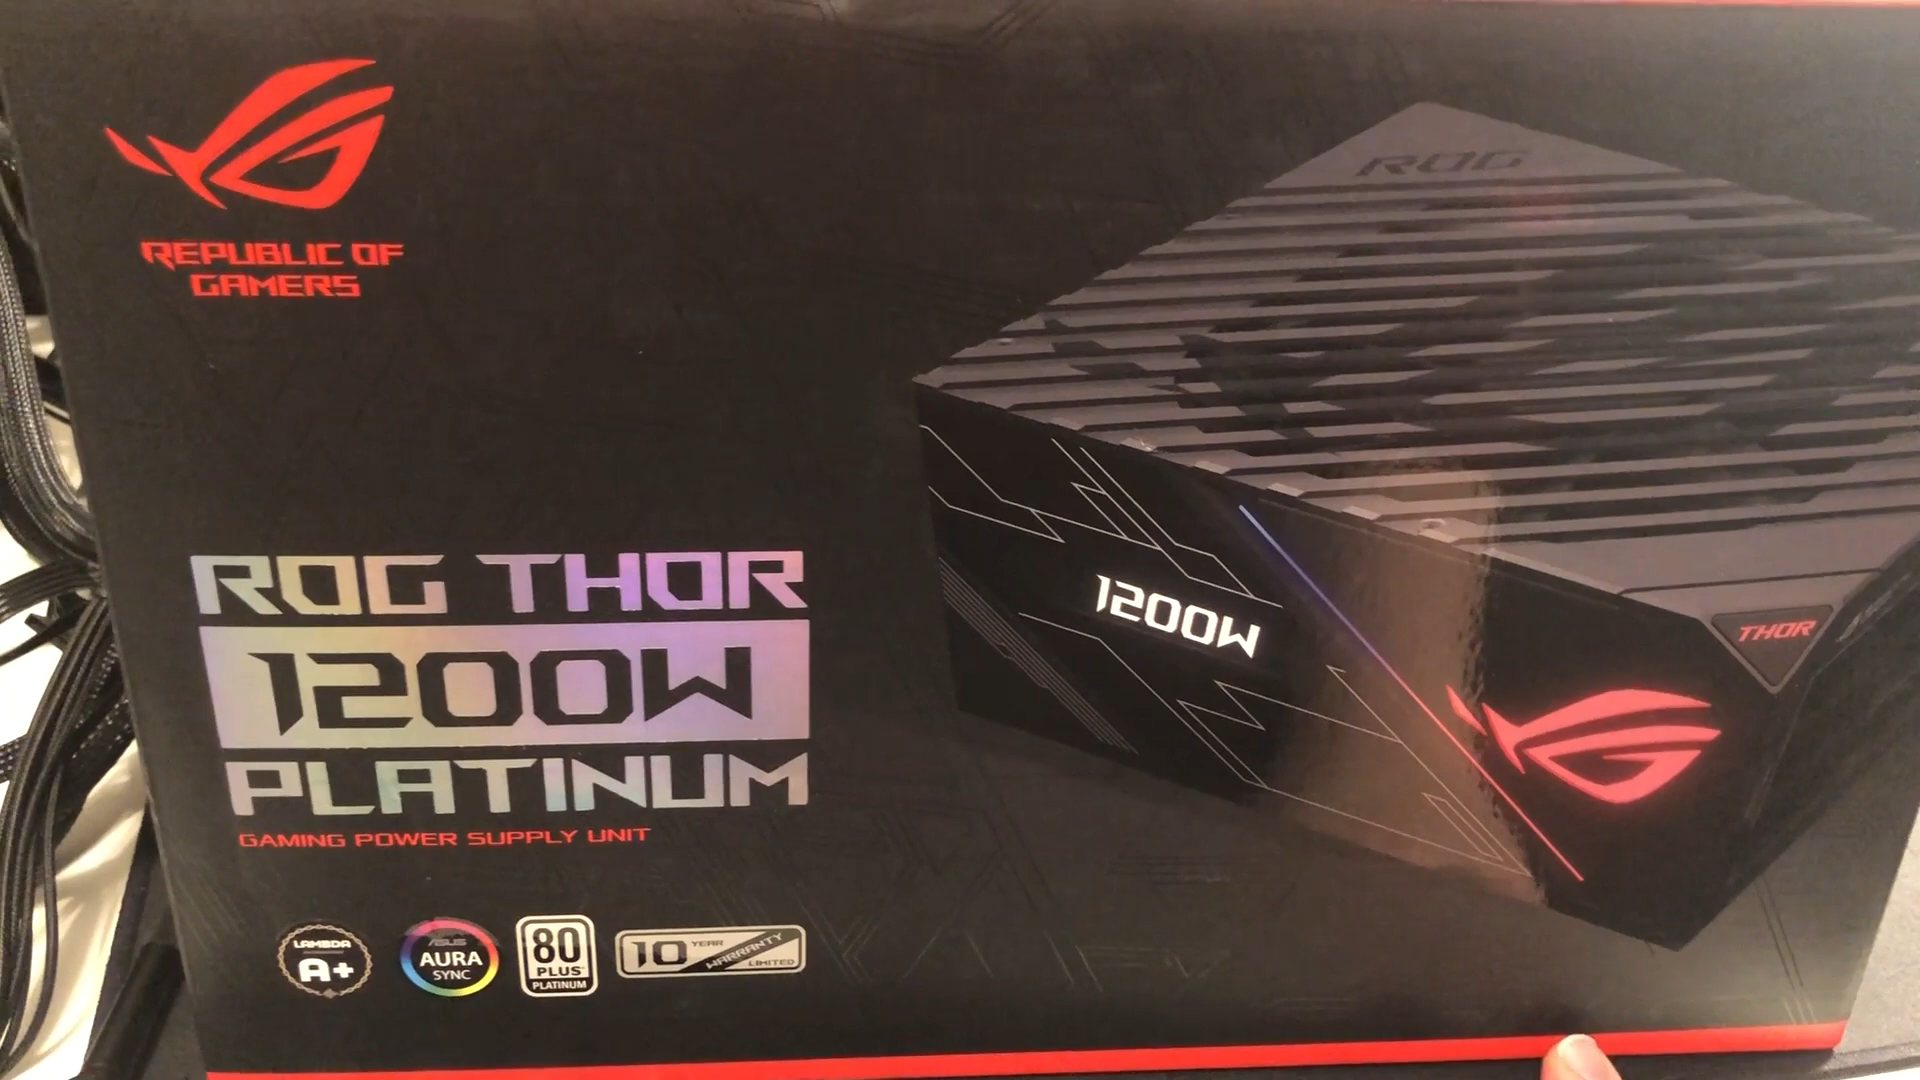 REPUBLIC OF
GAMERS
ROG THOR
1200W
PLATINUM
GAMING POWER SUPPLY UNIT
LAMBDA
A+
ASUS
AURA
SYNC
80
PLUS
PLATINUM
10 YEAR
WARRANTY
LIMITED
ROG
1200W
THOR